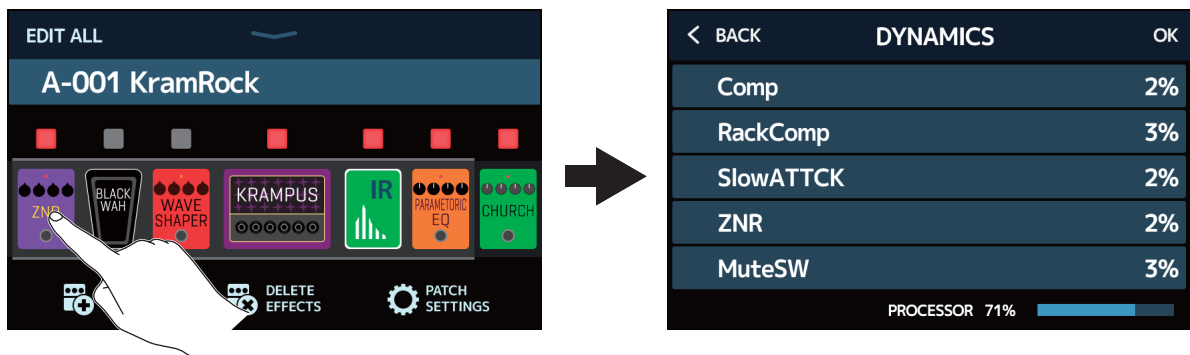 EDIT ALL
A-001 KramRock
ZNR
BLACK
WAH
WAVE
SHAPER
KRAMPUS
IR
PARAMETORIC
EQ
CHURCH
DELETE
EFFECTS
PATCH
SETTINGS
BACK DYNAMICS OK
Comp 2%
RackComp 3%
SlowATTCK 2%
ZNR 2%
MuteSW 3%
PROCESSOR 71%